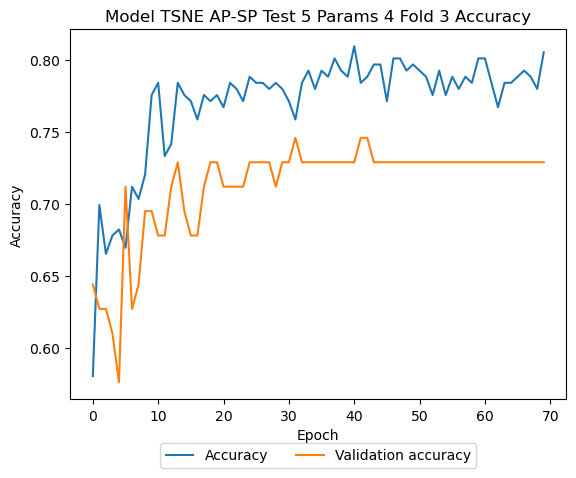 Model TSNE AP-SP Test 5 Params 4 Fold 3 Accuracy
0.80
0.75
0.70
0.65
0.60
Accuracy
0 10 20 30 40 50 60 70
Epoch
Accuracy Validation accuracy